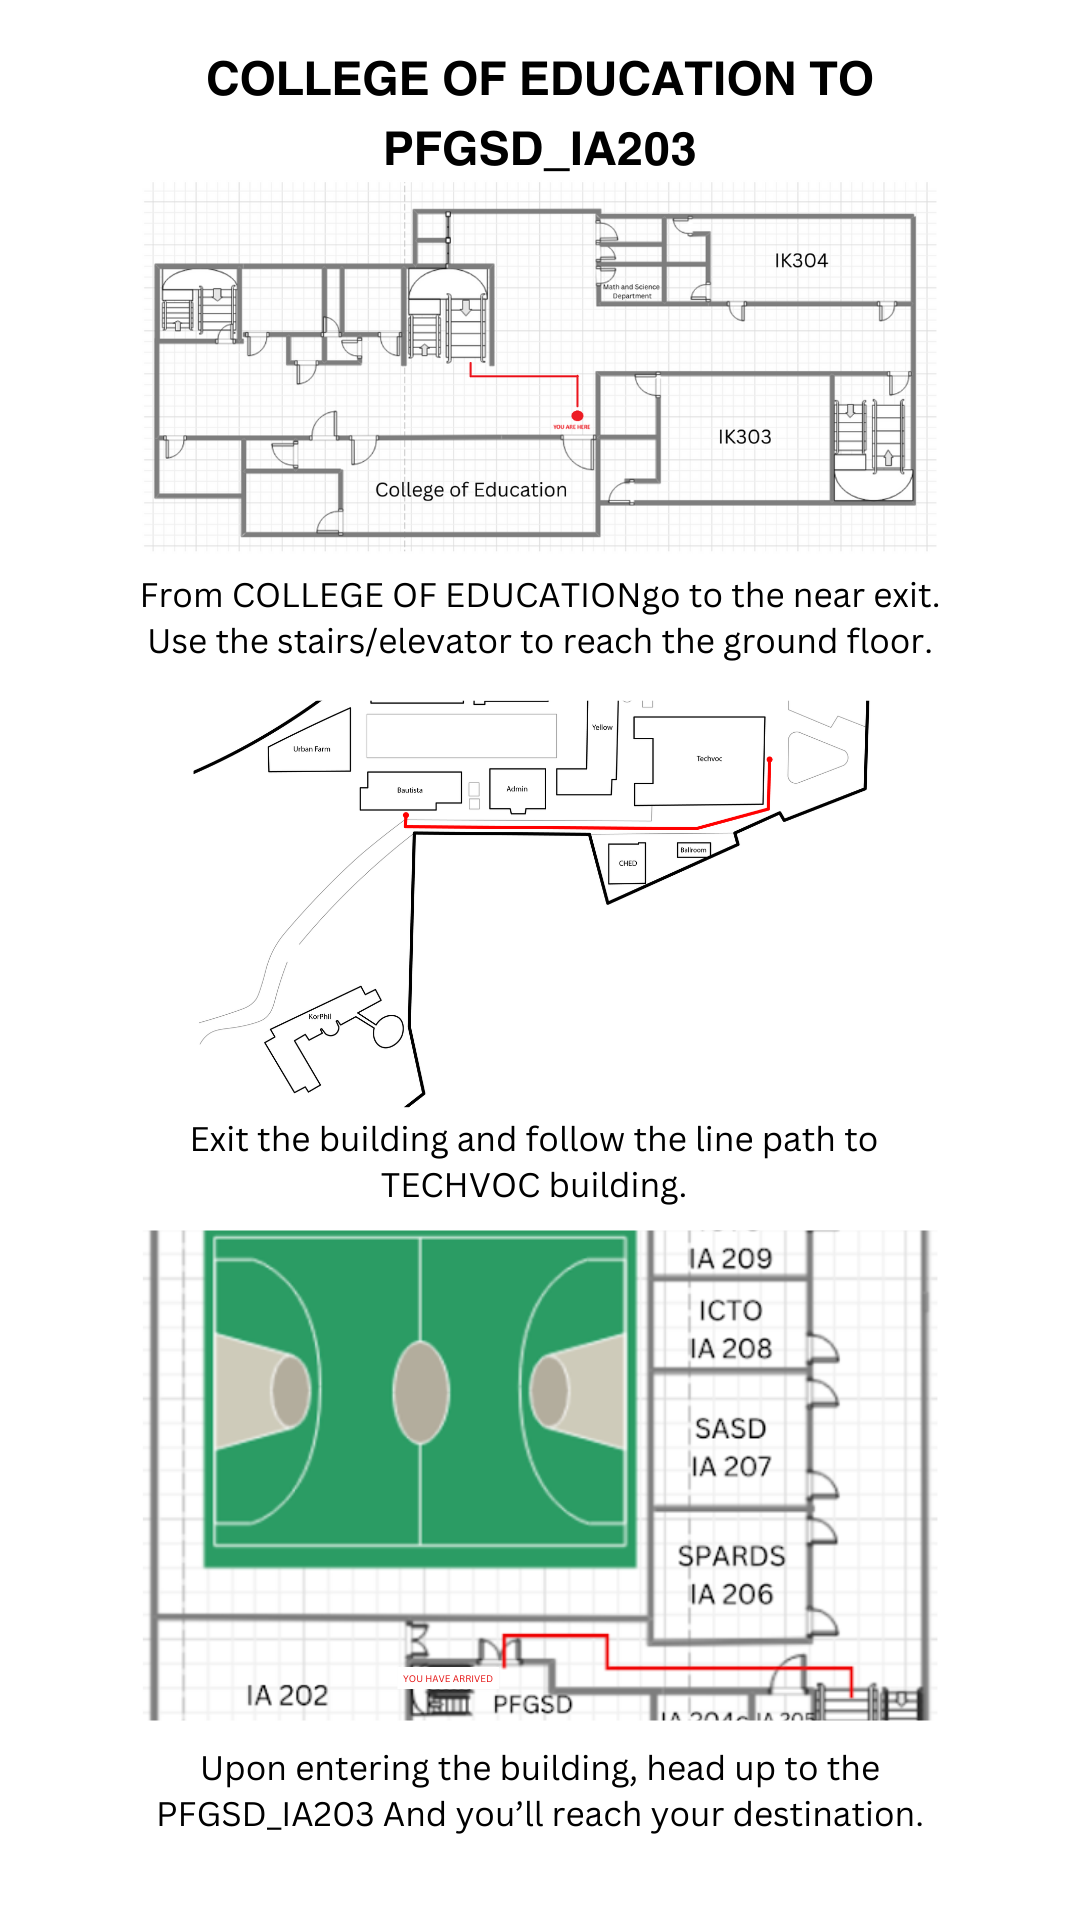 COLLEGE OF EDUCATION TO
PFGSD_IA203
IK304
Math and Science
Department
YOU ARE HERE
IK303
College of Education
From COLLEGE OF EDUCATIONgo to the near exit.
Use the stairs/elevator to reach the ground floor.
Urban Farm
Yellow
Techvoc
Bautista
Admin
CHED
Ballroom
KorPhil
Exit the building and follow the line path to
TECHVOC building.
IA 209
ICTO
IA 208
SASD
IA 207
SPARDS
IA 206
YOU HAVE ARRIVED
IA 202
PFGSD
IA 205
Upon entering the building, head up to the
PFGSD_IA203 And you’ll reach your destination.